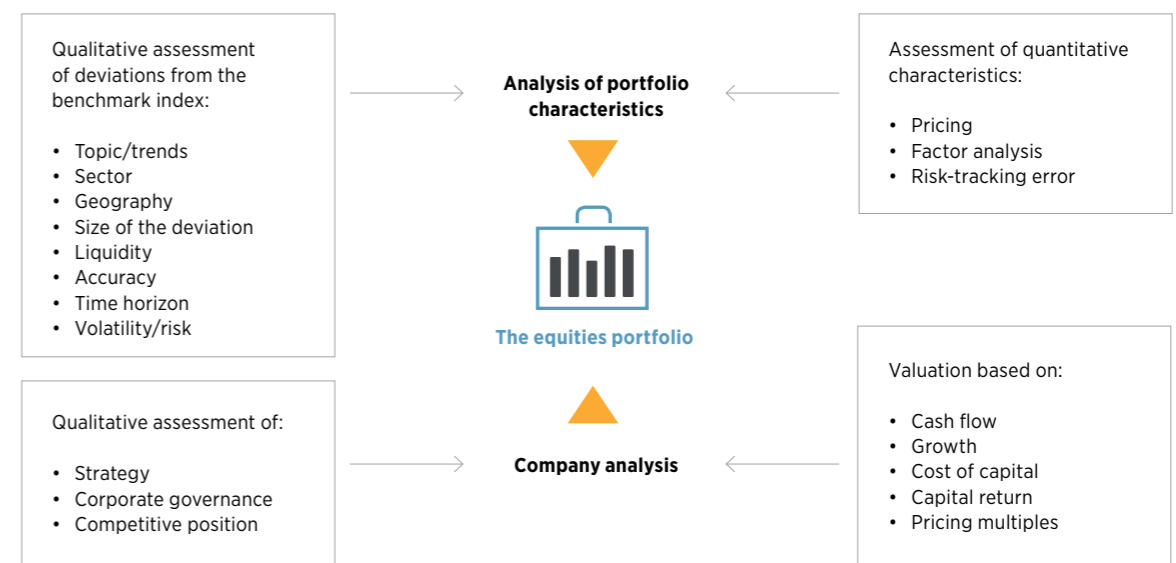 Qualitative assessment
of deviations from the
benchmark index:
• Topic/trends
• Sector
• Geography
• Size of the deviation
• Liquidity
• Accuracy
• Time horizon
• Volatility/risk
Analysis of portfolio
characteristics
Assessment of quantitative
characteristics:
• Pricing
• Factor analysis
• Risk-tracking error
The equities portfolio
Qualitative assessment of:
• Strategy
• Corporate governance
• Competitive position
Company analysis
Valuation based on:
• Cash flow
• Growth
• Cost of capital
• Capital return
• Pricing multiples